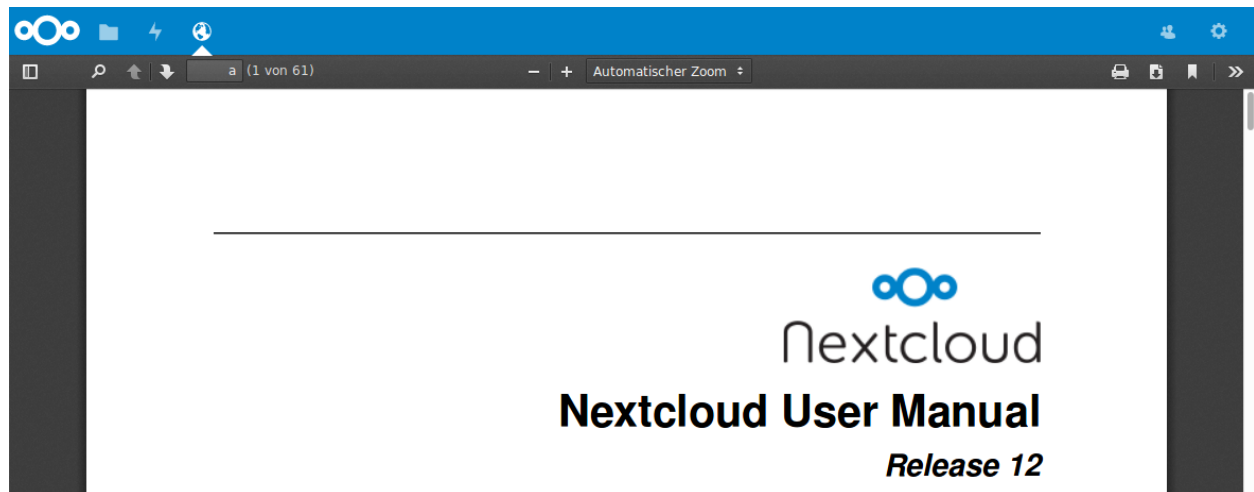 a (1 von 61) Automatischer Zoom
nextcloud
Nextcloud User Manual
Release 12